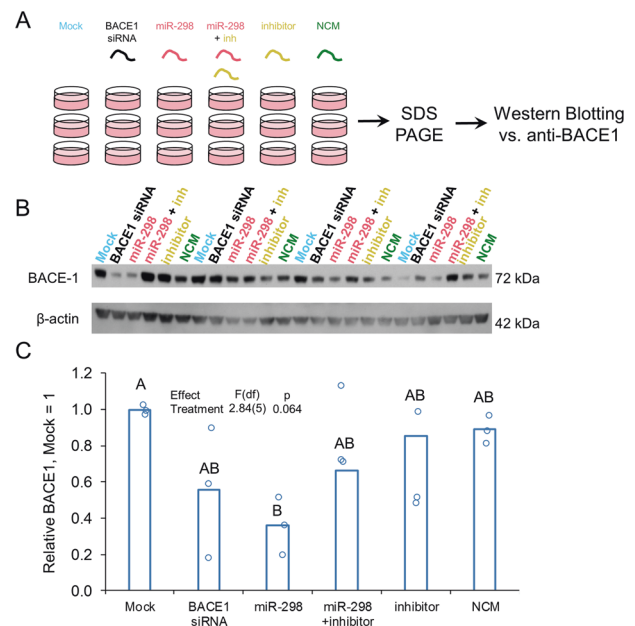 A
Mock
BACE1
siRNA
miR-298
miR-298
+ inh
inhibitor
NCM
SDS
PAGE
Western Blotting
vs. anti-BACE1
B
Mock
BACE1 siRNA
miR-298
miR-298 + inh
inhibitor
NCM
Mock
BACE1 siRNA
miR-298
miR-298 + inh
inhibitor
NCM
Mock
BACE1 siRNA
miR-298
miR-298 + inh
inhibitor
NCM
Mock
BACE1 siRNA
miR-298
miR-298 + inh
inhibitor
NCM
BACE-1
72 kDa
β-actin
42 kDa
C
Relative BACE1, Mock = 1
1.2
1.0
0.8
0.6
0.4
0.2
0.0
Effect F(df) p
Treatment 2.84(5) 0.064
A
AB
B
AB
AB
AB
Mock
BACE1
siRNA
miR-298
miR-298
+inhibitor
inhibitor
NCM